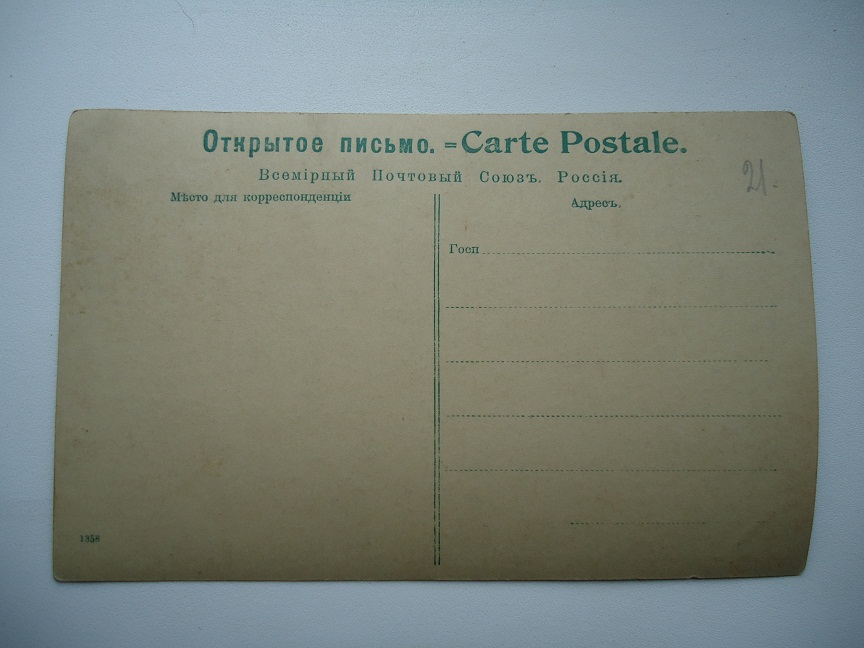 Открытое письмо. = Carte Postale.
Всемірный Почтовый Союзъ. Россія.
21.
Мѣсто для корреспонденціи
Адресъ.
Госп
1358